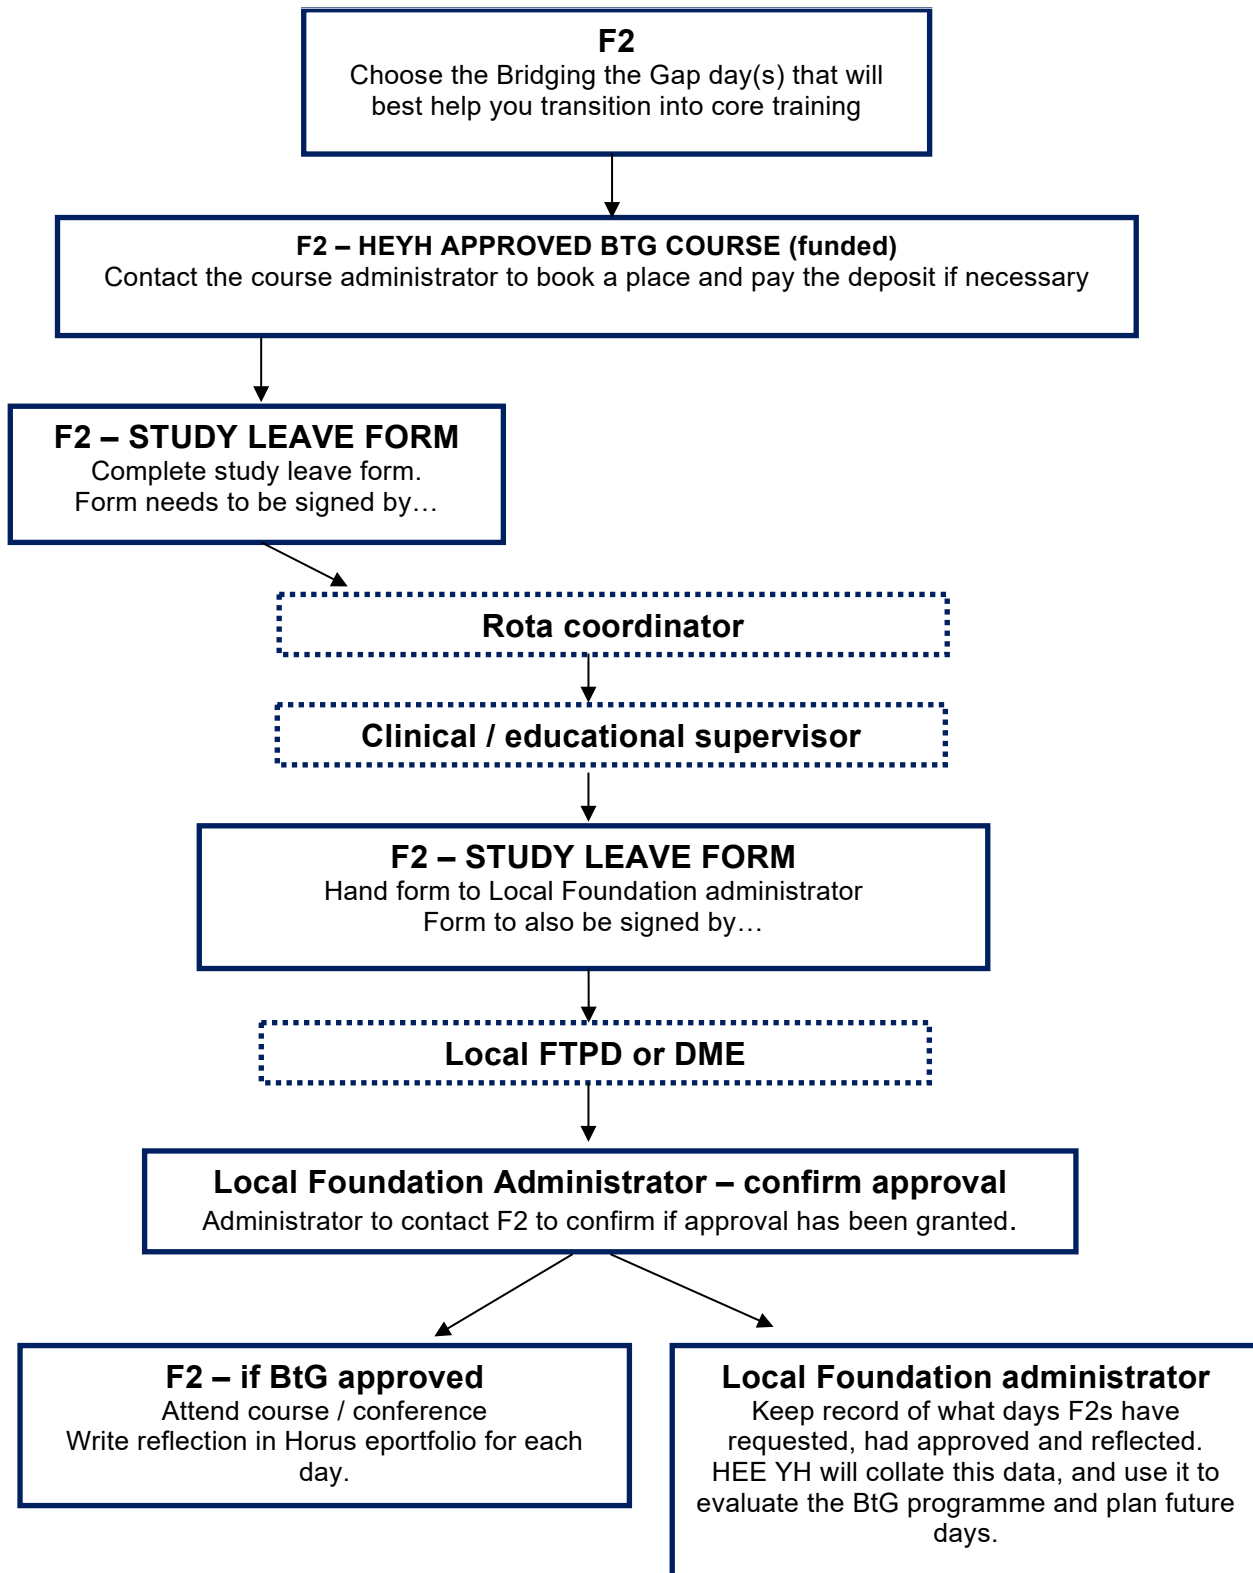 F2
Choose the Bridging the Gap day(s) that will
best help you transition into core training
F2 – HEYH APPROVED BTG COURSE (funded)
Contact the course administrator to book a place and pay the deposit if necessary
F2 – STUDY LEAVE FORM
Complete study leave form.
Form needs to be signed by…
Rota coordinator
Clinical / educational supervisor
F2 – STUDY LEAVE FORM
Hand form to Local Foundation administrator
Form to also be signed by…
Local FTPD or DME
Local Foundation Administrator – confirm approval
Administrator to contact F2 to confirm if approval has been granted.
F2 – if BtG approved
Attend course / conference
Write reflection in Horus eportfolio for each
day.
Local Foundation administrator
Keep record of what days F2s have
requested, had approved and reflected.
HEE YH will collate this data, and use it to
evaluate the BtG programme and plan future
days.